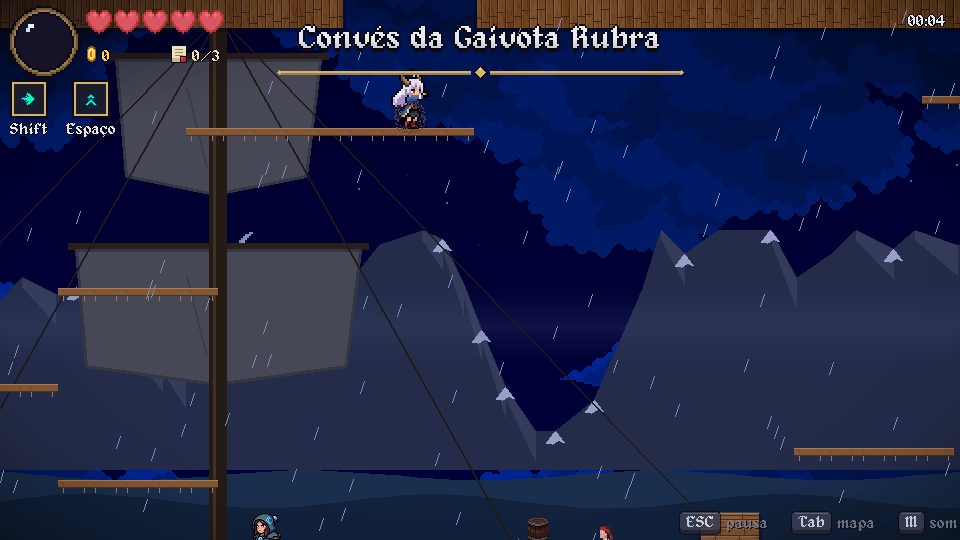 00:04
Convés da Gaivota Rubra
0
0/3
Shift
Espaço
ESC pausa
Tab mapa
M som